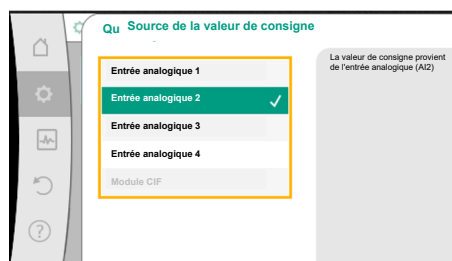 Qu Source de la valeur de consigne
Entrée analogique 1
Entrée analogique 2
Entrée analogique 3
Entrée analogique 4
Module CIF
La valeur de consigne provient
de l'entrée analogique (AI2)
?